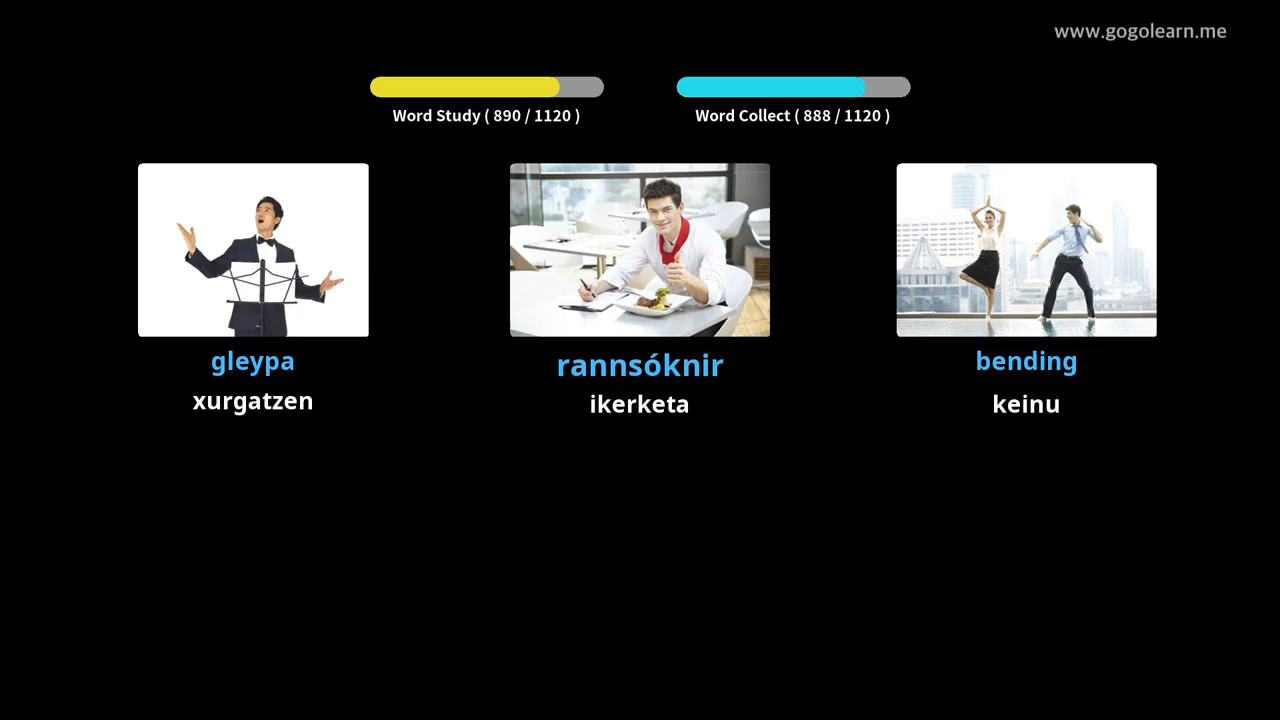 www.gogolearn.me
Word Study ( 890 / 1120 )
Word Collect ( 888 / 1120 )
gleypa
xurgatzen
rannsóknir
ikerketa
bending
keinu